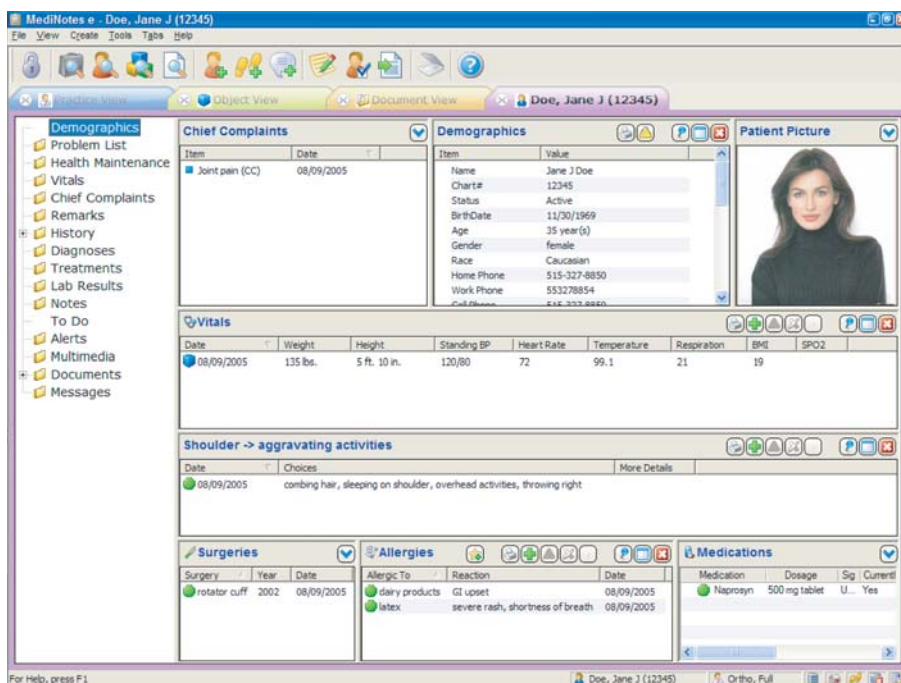 MediNotes e - Doe, Jane J (12345)
File View Create Tools Tabs Help
Practice View
Object View
Document View
Doe, Jane J (12345)
Demographics
Problem List
Health Maintenance
Vitals
Chief Complaints
Remarks
History
Diagnoses
Treatments
Lab Results
Notes
To Do
Alerts
Multimedia
Documents
Messages
Chief Complaints
Item Date
Joint pain (CC) 08/09/2005
Demographics
Item Value
Name Jane J Doe
Chart# 12345
Status Active
BirthDate 11/30/1969
Age 35 year(s)
Gender female
Race Caucasian
Home Phone 515-327-8850
Work Phone 553278854
Cell Phone 515-327-8850
Patient Picture
Vitals
Date Weight Height Standing BP Heart Rate Temperature Respiration BMI SPO2
08/09/2005 135 lbs. 5 ft. 10 in. 120/80 72 99.1 21 19
Shoulder -> aggravating activities
Date Choices More Details
08/09/2005 combing hair, sleeping on shoulder, overhead activities, throwing right
Surgeries
Surgery Year Date
rotator cuff 2002 08/09/2005
Allergies
Allergic To Reaction Date
dairy products GI upset 08/09/2005
latex severe rash, shortness of breath 08/09/2005
Medications
Medication Dosage Sig Currentl
Naprosyn 500 mg tablet U... Yes
For Help, press F1
Doe, Jane J (12345)
Ortho, Full